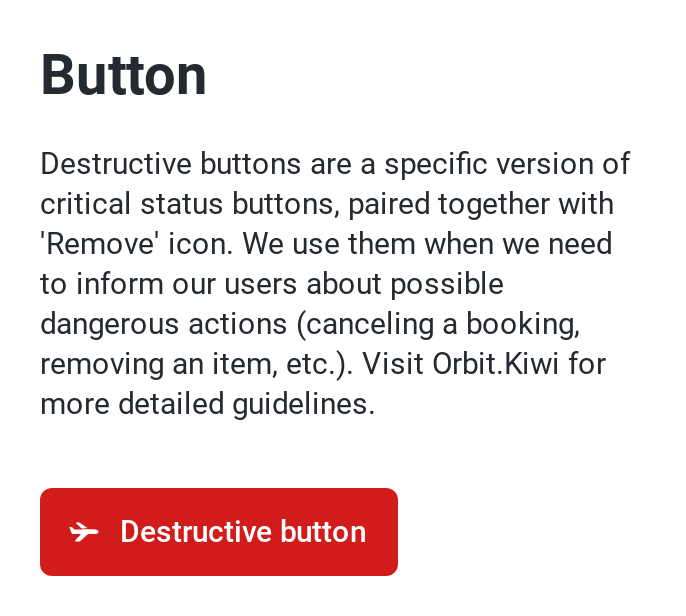 Button
Destructive buttons are a specific version of
critical status buttons, paired together with
'Remove' icon. We use them when we need
to inform our users about possible
dangerous actions (canceling a booking,
removing an item, etc.). Visit Orbit.Kiwi for
more detailed guidelines.
Destructive button